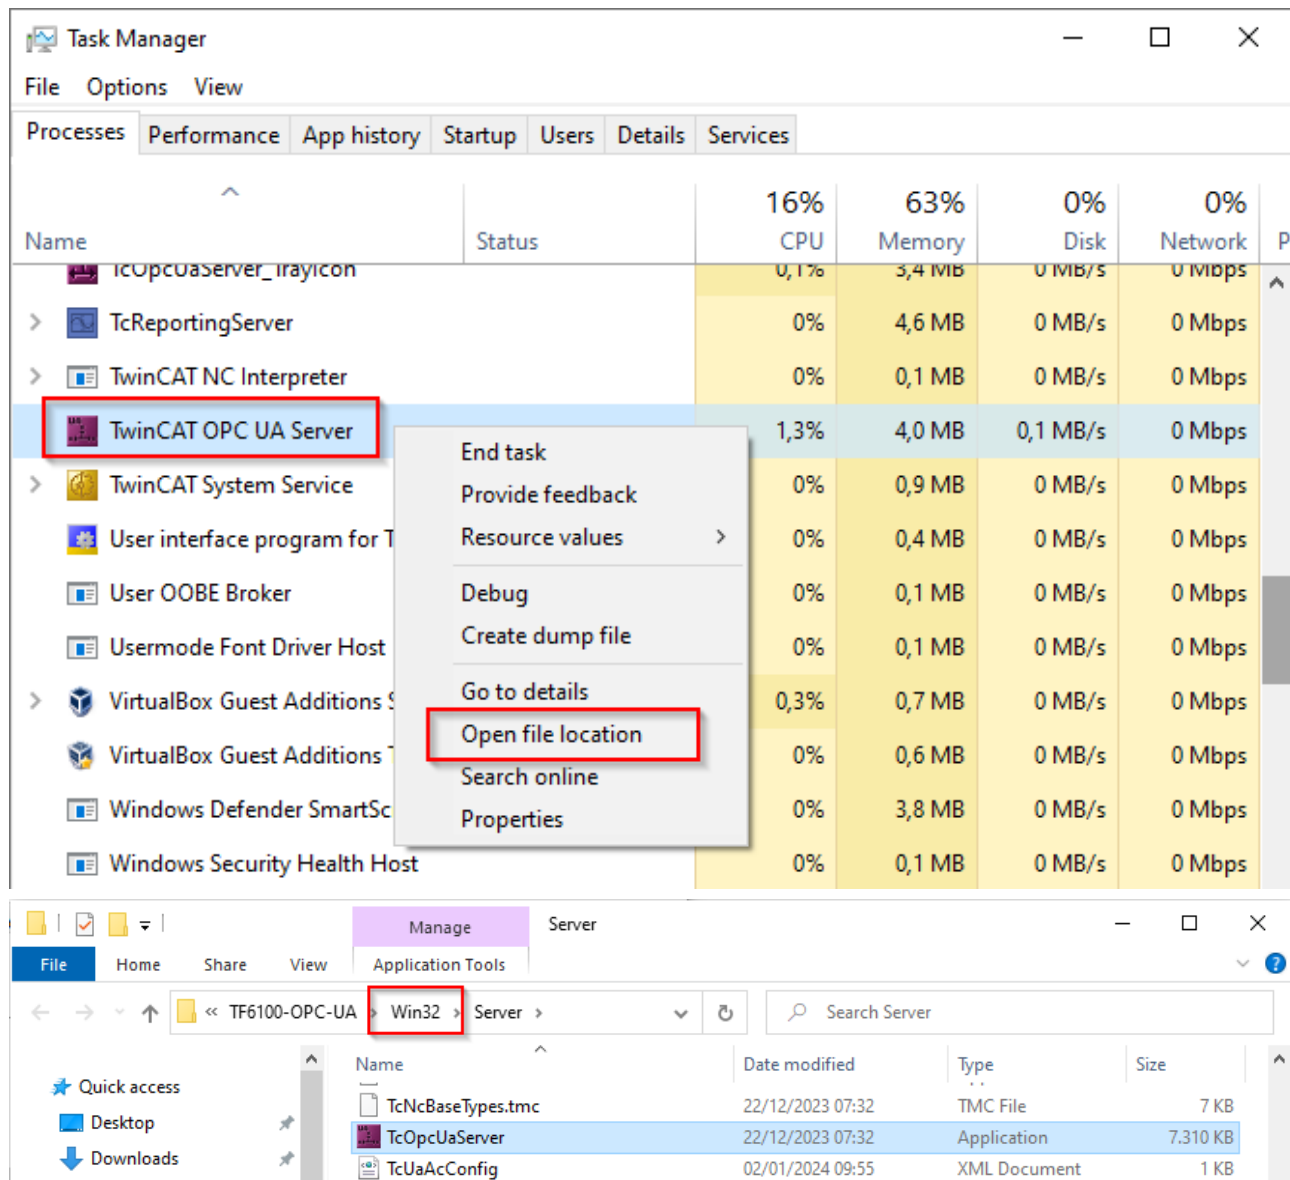 Task Manager
File Options View
Processes Performance App history Startup Users Details Services
16% 63% 0% 0%
Name Status CPU Memory Disk Network P
TcOpcUaServer_TrayIcon 0,1% 3,4 MB 0 MB/s 0 Mbps
TcReportingServer 0% 4,6 MB 0 MB/s 0 Mbps
TwinCAT NC Interpreter 0% 0,1 MB 0 MB/s 0 Mbps
TwinCAT OPC UA Server 1,3% 4,0 MB 0,1 MB/s 0 Mbps
End task
TwinCAT System Service 0% 0,9 MB 0 MB/s 0 Mbps
Provide feedback
User interface program for T Resource values 0% 0,4 MB 0 MB/s 0 Mbps
User OOBE Broker Debug 0% 0,1 MB 0 MB/s 0 Mbps
Create dump file
Usermode Font Driver Host 0% 0,1 MB 0 MB/s 0 Mbps
Go to details
VirtualBox Guest Additions S 0,3% 0,7 MB 0 MB/s 0 Mbps
Open file location
VirtualBox Guest Additions T 0% 0,6 MB 0 MB/s 0 Mbps
Search online
Windows Defender SmartSc Properties 0% 3,8 MB 0 MB/s 0 Mbps
Windows Security Health Host 0% 0,1 MB 0 MB/s 0 Mbps
Manage Server
File Home Share View Application Tools
« TF6100-OPC-UA > Win32 > Server > Search Server
Name Date modified Type Size
Quick access
TcNcBaseTypes.tmc 22/12/2023 07:32 TMC File 7 KB
Desktop
TcOpcUaServer 22/12/2023 07:32 Application 7.310 KB
Downloads
TcUaAcConfig 02/01/2024 09:55 XML Document 1 KB